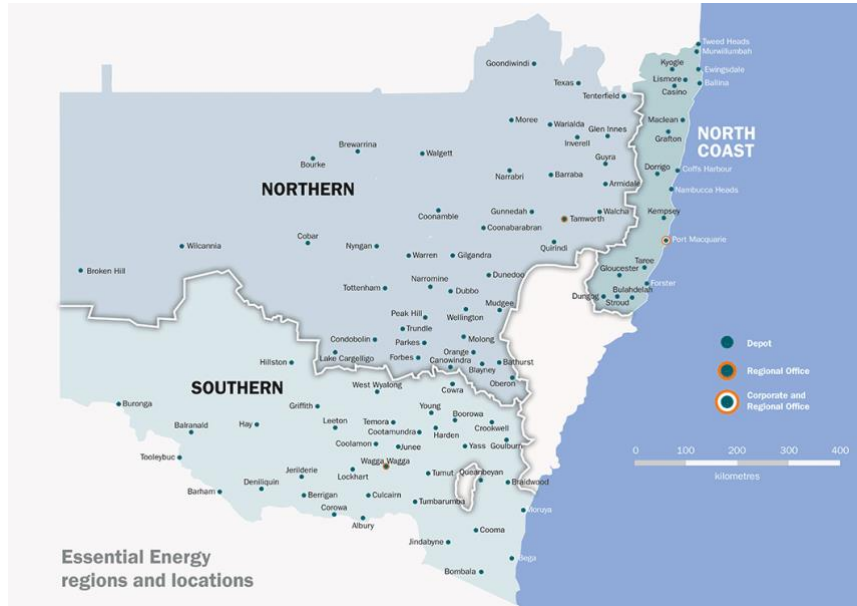 Tweed Heads
Murwillumbah
Kyogle
Ewingsdale
Lismore
Ballina
Casino
Goondiwindi
Texas
Tenterfield
Maclean
Grafton
NORTH
COAST
Moree
Warialda
Glen Innes
Inverell
Brewarrina
Bourke
Walgett
Guyra
Dorrigo
Coffs Harbour
Narrabri
Barraba
Armidale
Nambucca Heads
NORTHERN
Coonamble
Gunnedah
Tamworth
Walcha
Kempsey
Coonabarabran
Wilcannia
Cobar
Nyngan
Quirindi
Port Macquarie
Warren
Gilgandra
Broken Hill
Taree
Gloucester
Dunedoo
Narromine
Tottenham
Dubbo
Forster
Bulahdelah
Dungog
Stroud
Mudgee
Wellington
Peak Hill
Trundle
Condobolin
Parkes
Molong
Lake Cargelligo
Forbes
Orange
Canowindra
Blayney
Bathurst
Oberon
Hillston
SOUTHERN
West Wyalong
Cowra
Buronga
Griffith
Young
Boorowa
Balranald
Hay
Leeton
Temora
Cootamundra
Harden
Crookwell
Coolamon
Junee
Yass
Goulburn
Tooleybuc
Wagga Wagga
Jerilderie
Lockhart
Tumut
Queanbeyan
Braidwood
Barham
Deniliquin
Berrigan
Culcairn
Tumbarumba
Corowa
Albury
Moruya
Cooma
Jindabyne
Bega
Bombala
Depot
Regional Office
Corporate and
Regional Office
0 100 200 300 400
kilometres
Essential Energy
regions and locations